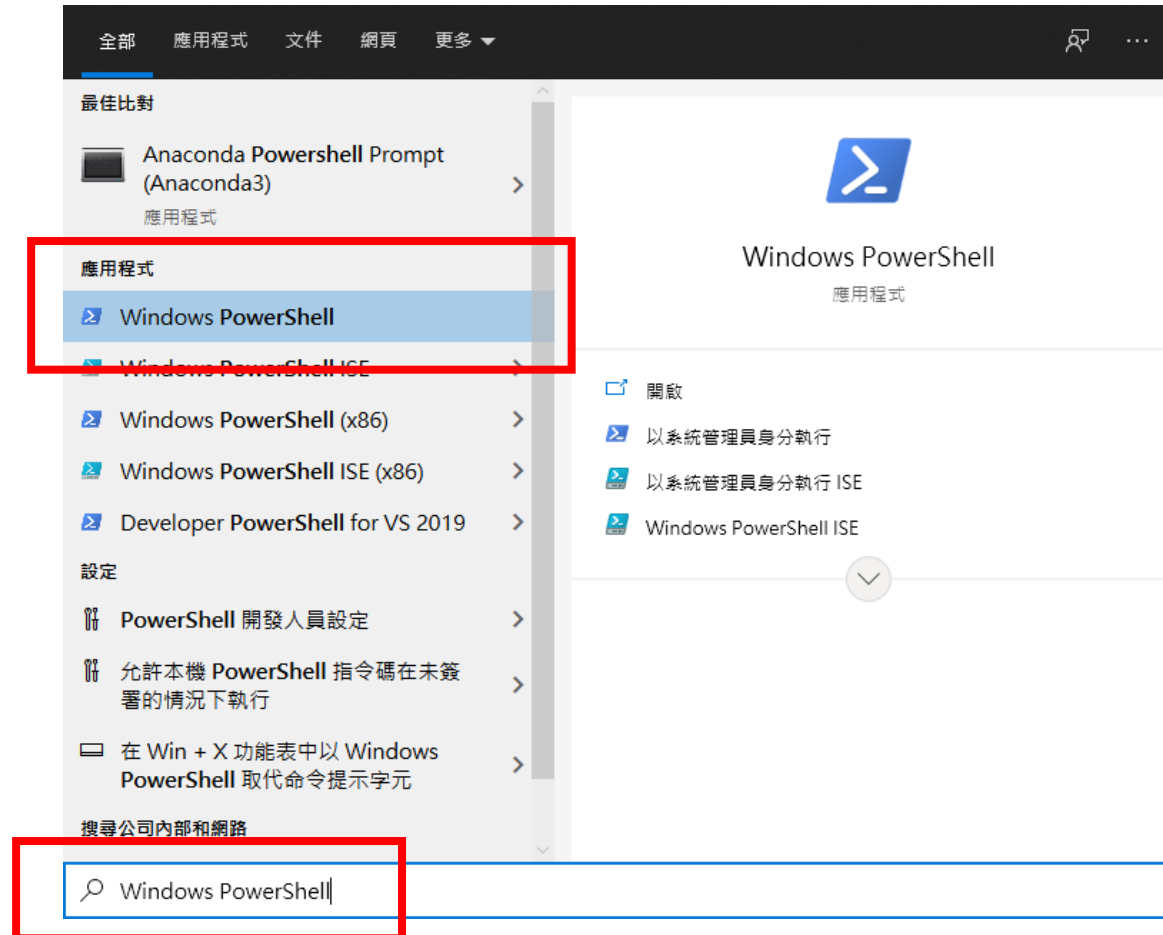 全部 應用程式 文件 網頁 更多
最佳比對
Anaconda Powershell Prompt
(Anaconda3)
應用程式
應用程式
Windows PowerShell
Windows PowerShell ISE
Windows PowerShell (x86)
Windows PowerShell ISE (x86)
Developer PowerShell for VS 2019
設定
PowerShell 開發人員設定
允許本機 PowerShell 指令碼在未簽
署的情況下執行
在 Win + X 功能表中以 Windows
PowerShell 取代命令提示字元
搜尋公司內部和網路
Windows PowerShell
Windows PowerShell
應用程式
開啟
以系統管理員身分執行
以系統管理員身分執行 ISE
Windows PowerShell ISE